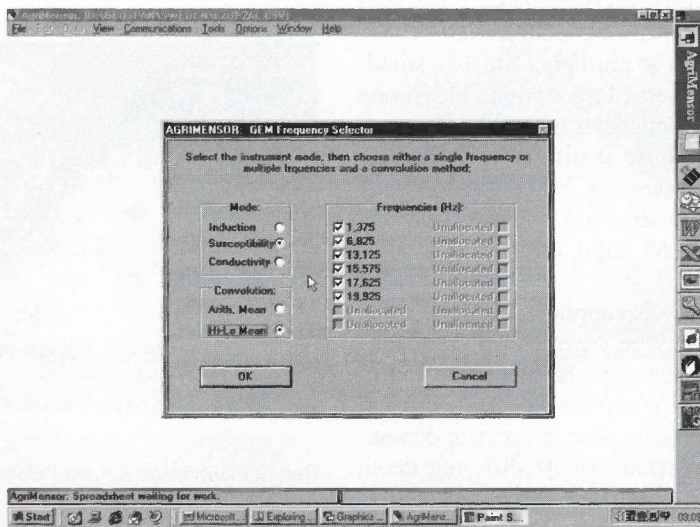 File Edit Data View Communications Tools Options Window Help
AgriMensor
AGRIMENSOR: GEM Frequency Selector
Select the instrument mode, then choose either a single frequency or
multiple frquencies and a convolution method:
Mode:
Induction
Susceptibility
Conductivity
Convolution:
Arith. Mean
Hi-Lo Mean
Frequencies (Hz):
1,375 Unallocated
6,825 Unallocated
13,125 Unallocated
15,575 Unallocated
17,625 Unallocated
19,925 Unallocated
Unallocated Unallocated
Unallocated Unallocated
OK Cancel
AgriMensor: Spreadsheet waiting for work.
Start Microsoft... Exploring... Graphics... AgriMens... Paint S...